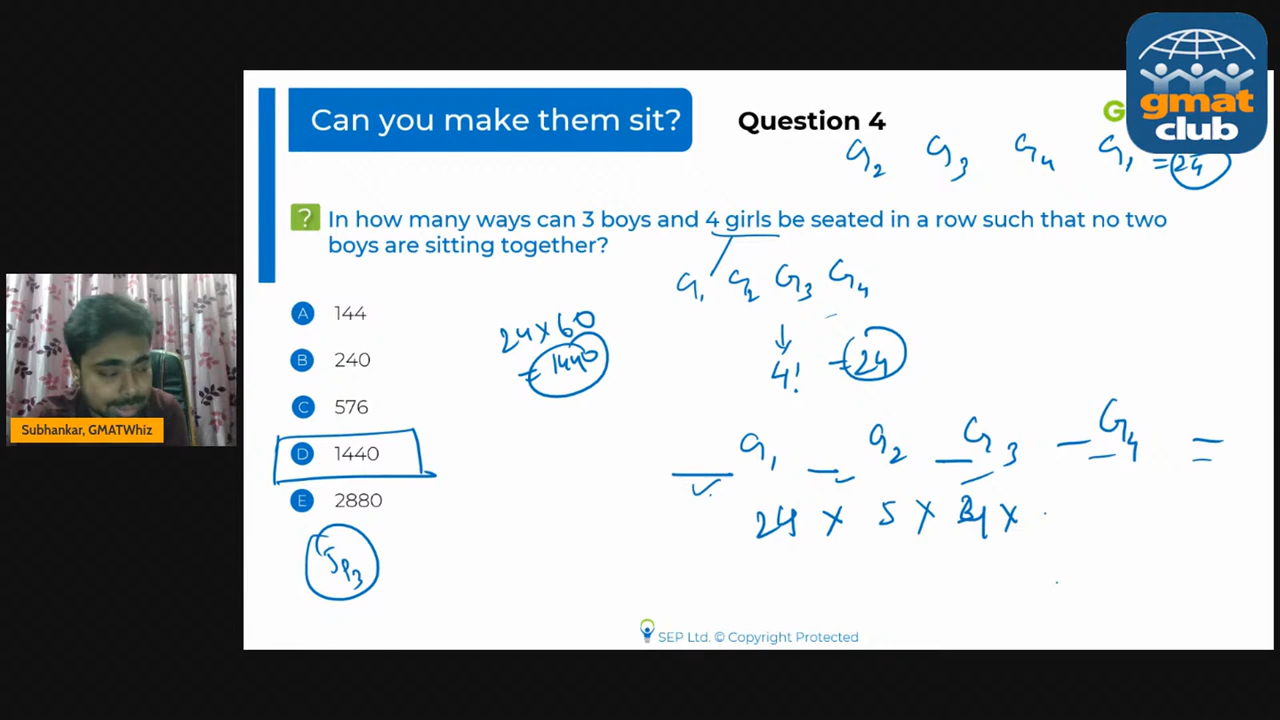 gmat
club
Can you make them sit?
Question 4
G
G2 G3 G4 G1 = 24
In how many ways can 3 boys and 4 girls be seated in a row such that no two
boys are sitting together?
G1 G2 G3 G4
A 144
24 x 60
= 1440
B 240
4! = 24
C 576
D 1440
G1 G2 G3 G4 =
E 2880
24 x 5 x 4 x
5P3
Subhankar, GMATWhiz
SEP Ltd. © Copyright Protected